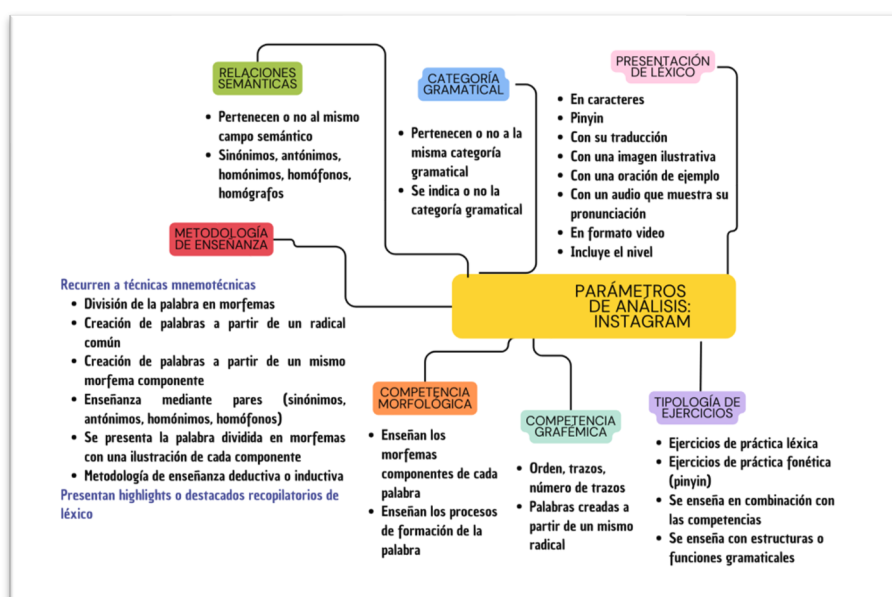 RELACIONES
SEMÁNTICAS
• Pertenecen o no al mismo
campo semántico
• Sinónimos, antónimos,
homónimos, homófonos,
homógrafos
CATEGORÍA
GRAMATICAL
• Pertenecen o no a la
misma categoría
gramatical
• Se indica o no la
categoría gramatical
PRESENTACIÓN
DE LÉXICO
• En caracteres
• Pinyin
• Con su traducción
• Con una imagen ilustrativa
• Con una oración de ejemplo
• Con un audio que muestra su
pronunciación
• En formato video
• Incluye el nivel
METODOLOGÍA
DE ENSEÑANZA
Recurren a técnicas mnemotécnicas
• División de la palabra en morfemas
• Creación de palabras a partir de un radical
común
• Creación de palabras a partir de un mismo
morfema componente
• Enseñanza mediante pares (sinónimos,
antónimos, homónimos, homófonos)
• Se presenta la palabra dividida en morfemas
con una ilustración de cada componente
• Metodología de enseñanza deductiva o inductiva
Presentan highlights o destacados recopilatorios de
léxico
PARÁMETROS
DE ANÁLISIS:
INSTAGRAM
COMPETENCIA
MORFOLÓGICA
• Enseñan los
morfemas
componentes de cada
palabra
• Enseñan los procesos
de formación de la
palabra
COMPETENCIA
GRAFÉMICA
• Orden, trazos,
número de trazos
• Palabras creadas a
partir de un mismo
radical
TIPOLOGÍA DE
EJERCICIOS
• Ejercicios de práctica léxica
• Ejercicios de práctica fonética
(pinyin)
• Se enseña en combinación con
las competencias
• Se enseña con estructuras o
funciones gramaticales